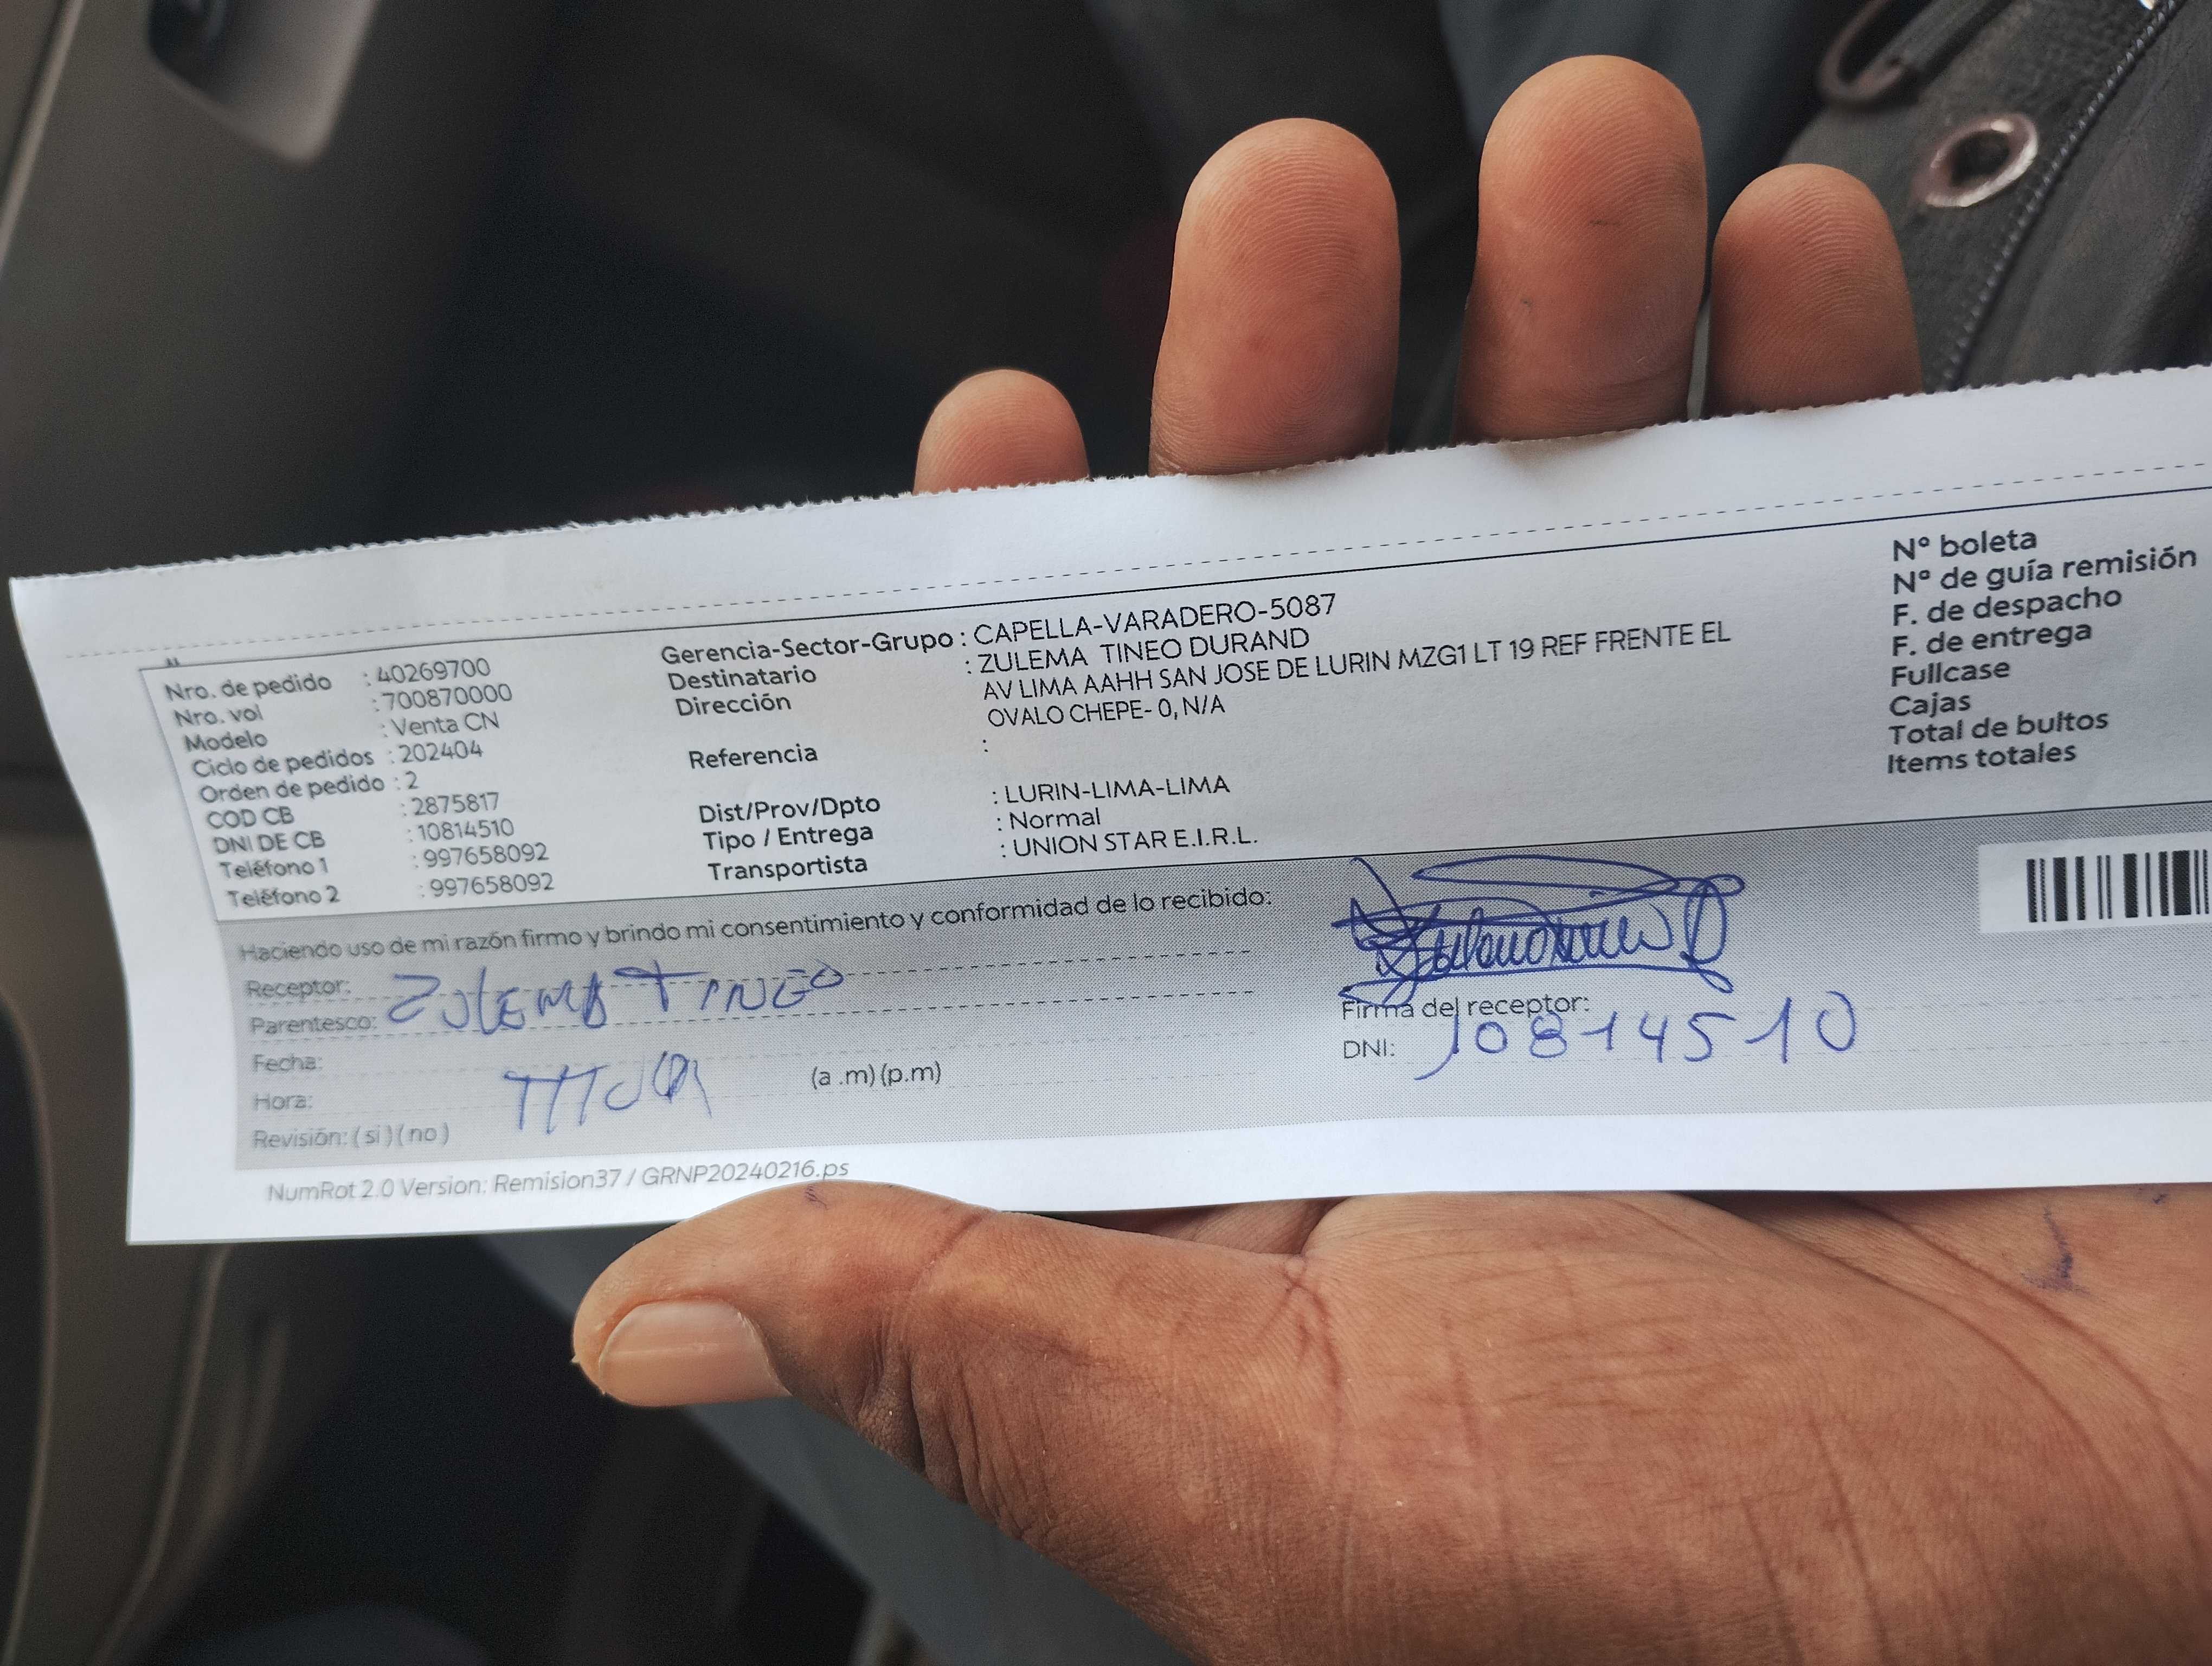 Nro. de pedido : 40269700
Nro. vol : 700870000
Modelo : Venta CN
Ciclo de pedidos : 202404
Orden de pedido : 2
COD CB : 2875817
DNI DE CB : 10814510
Teléfono 1 : 997658092
Teléfono 2 : 997658092
Gerencia-Sector-Grupo : CAPELLA-VARADERO-5087
Destinatario : ZULEMA TINEO DURAND
Dirección AV LIMA AAHH SAN JOSE DE LURIN MZG1 LT 19 REF FRENTE EL
OVALO CHEPE- 0, N/A
Referencia :
Dist/Prov/Dpto : LURIN-LIMA-LIMA
Tipo / Entrega : Normal
Transportista : UNION STAR E.I.R.L.
N° boleta
N° de guía remisión
F. de despacho
F. de entrega
Fullcase
Cajas
Total de bultos
Items totales
Haciendo uso de mi razón firmo y brindo mi consentimiento y conformidad de lo recibido:
Receptor: ZULEMA TINEO
Parentesco:
Fecha:
Hora: (a .m) (p.m)
Revisión: ( si ) ( no )
Firma del receptor:
DNI: 10814510
NumRot 2.0 Version: Remision37 / GRNP20240216.ps